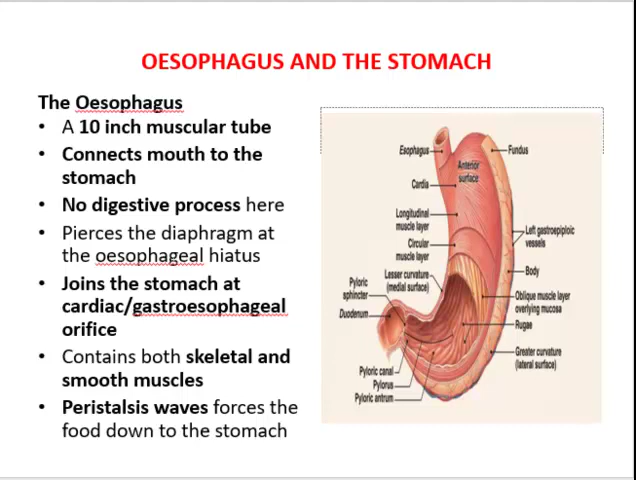 OESOPHAGUS AND THE STOMACH
The Oesophagus
• A 10 inch muscular tube
• Connects mouth to the
stomach
• No digestive process here
• Pierces the diaphragm at
the oesophageal hiatus
• Joins the stomach at
cardiac/gastroesophageal
orifice
• Contains both skeletal and
smooth muscles
• Peristalsis waves forces the
food down to the stomach
Esophagus
Fundus
Anterior
surface
Cardia
Longitudinal
muscle layer
Circular
muscle layer
Left gastroepiploic
vessels
Lesser curvature
(medial surface)
Body
Pyloric
sphincter
Oblique muscle layer
overlying mucosa
Duodenum
Rugae
Greater curvature
(lateral surface)
Pyloric canal
Pylorus
Pyloric antrum